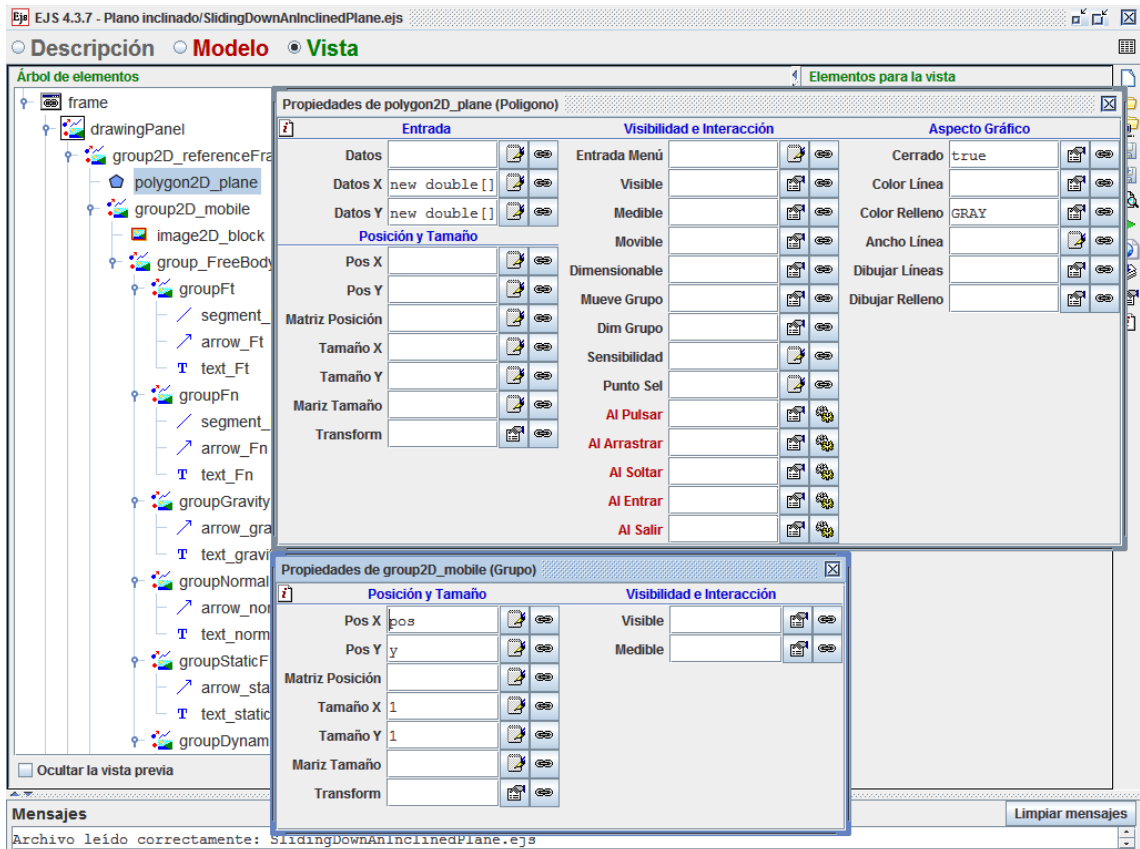 Ejs EJS 4.3.7 - Plano inclinado/SlidingDownAnInclinedPlane.ejs
Descripción Modelo Vista
Árbol de elementos
Elementos para la vista
frame
drawingPanel
group2D_referenceFra
polygon2D_plane
group2D_mobile
image2D_block
group_FreeBody
groupFt
segment_
arrow_Ft
T text_Ft
groupFn
segment_
arrow_Fn
T text_Fn
groupGravity
arrow_gra
T text_gravi
groupNormal
arrow_nor
T text_norm
groupStaticF
arrow_sta
T text_static
groupDynam
Ocultar la vista previa
Propiedades de polygon2D_plane (Poligono)
i Entrada
Datos
Datos X new double[]
Datos Y new double[]
Posición y Tamaño
Pos X
Pos Y
Matriz Posición
Tamaño X
Tamaño Y
Mariz Tamaño
Transform
Visibilidad e Interacción
Entrada Menú
Visible
Medible
Movible
Dimensionable
Mueve Grupo
Dim Grupo
Sensibilidad
Punto Sel
Al Pulsar
Al Arrastrar
Al Soltar
Al Entrar
Al Salir
Aspecto Gráfico
Cerrado true
Color Línea
Color Relleno GRAY
Ancho Línea
Dibujar Líneas
Dibujar Relleno
Propiedades de group2D_mobile (Grupo)
i Posición y Tamaño
Pos X pos
Pos Y y
Matriz Posición
Tamaño X 1
Tamaño Y 1
Mariz Tamaño
Transform
Visibilidad e Interacción
Visible
Medible
Mensajes
Limpiar mensajes
Archivo leído correctamente: SlidingDownAnInclinedPlane.ejs